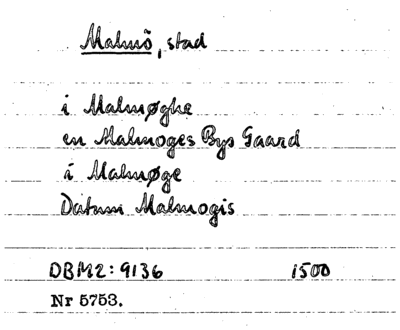 Malmö, stad
i Malmøghe
en Malmoges Bys Gaard
i Malmøge
Datum Malmogis
DBM2:9136 1500
Nr 5753.